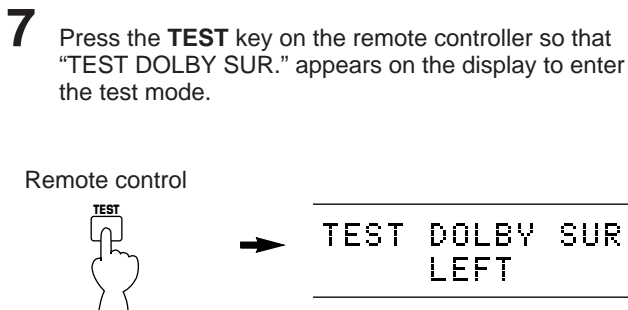 7
Press the TEST key on the remote controller so that
“TEST DOLBY SUR.” appears on the display to enter
the test mode.
Remote control
TEST
TEST DOLBY SUR
LEFT